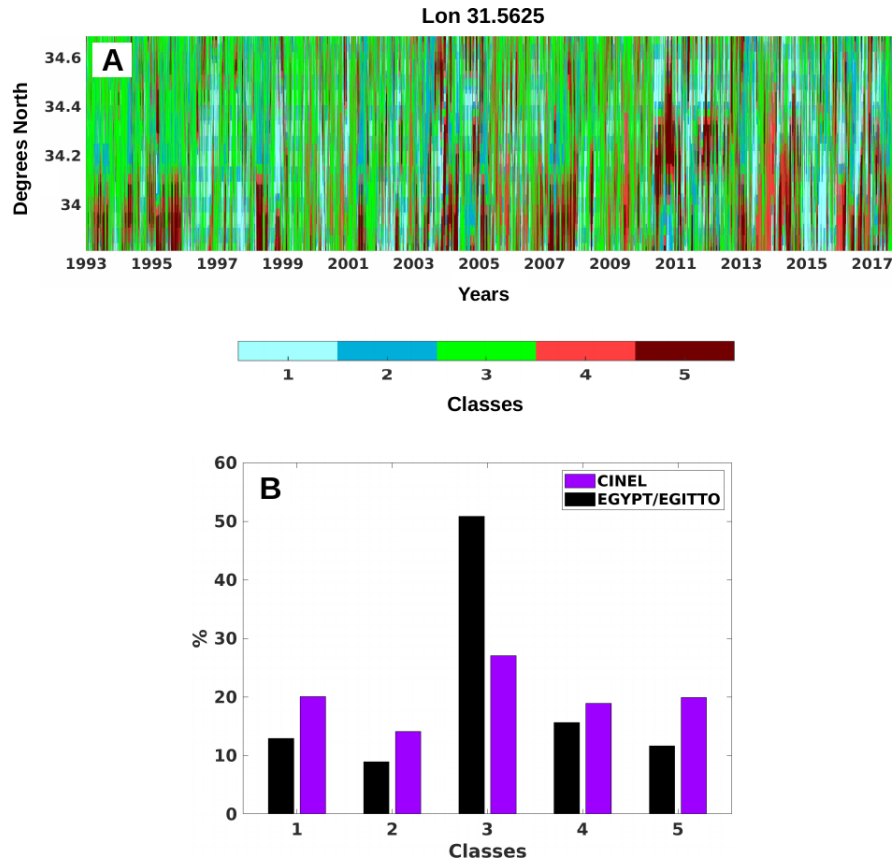 Lon 31.5625
A
34.6
34.4
34.2
34
Degrees North
1993 1995 1997 1999 2001 2003 2005 2007 2009 2011 2013 2015 2017
Years
1 2 3 4 5
Classes
B
CINEL
EGYPT/EGITTO
60
50
40
30
20
10
0
%
1 2 3 4 5
Classes